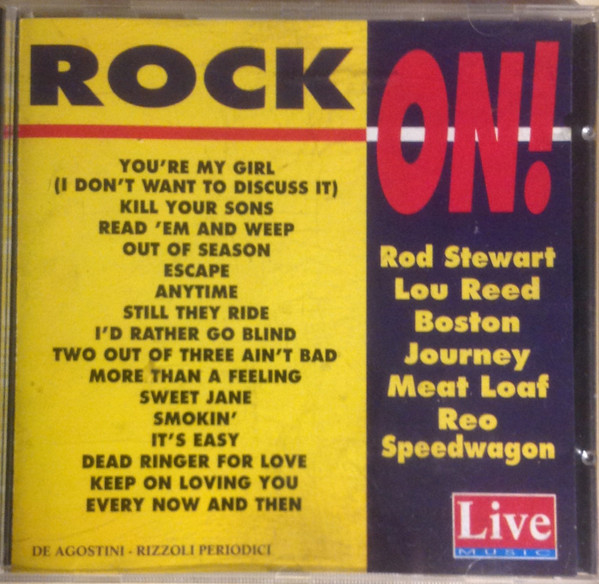 ROCK
ON!
YOU'RE MY GIRL
(I DON'T WANT TO DISCUSS IT)
KILL YOUR SONS
READ 'EM AND WEEP
OUT OF SEASON
ESCAPE
ANYTIME
STILL THEY RIDE
I'D RATHER GO BLIND
TWO OUT OF THREE AIN'T BAD
MORE THAN A FEELING
SWEET JANE
SMOKIN'
IT'S EASY
DEAD RINGER FOR LOVE
KEEP ON LOVING YOU
EVERY NOW AND THEN
DE AGOSTINI - RIZZOLI PERIODICI
Rod Stewart
Lou Reed
Boston
Journey
Meat Loaf
Reo
Speedwagon
Live
MUSIC